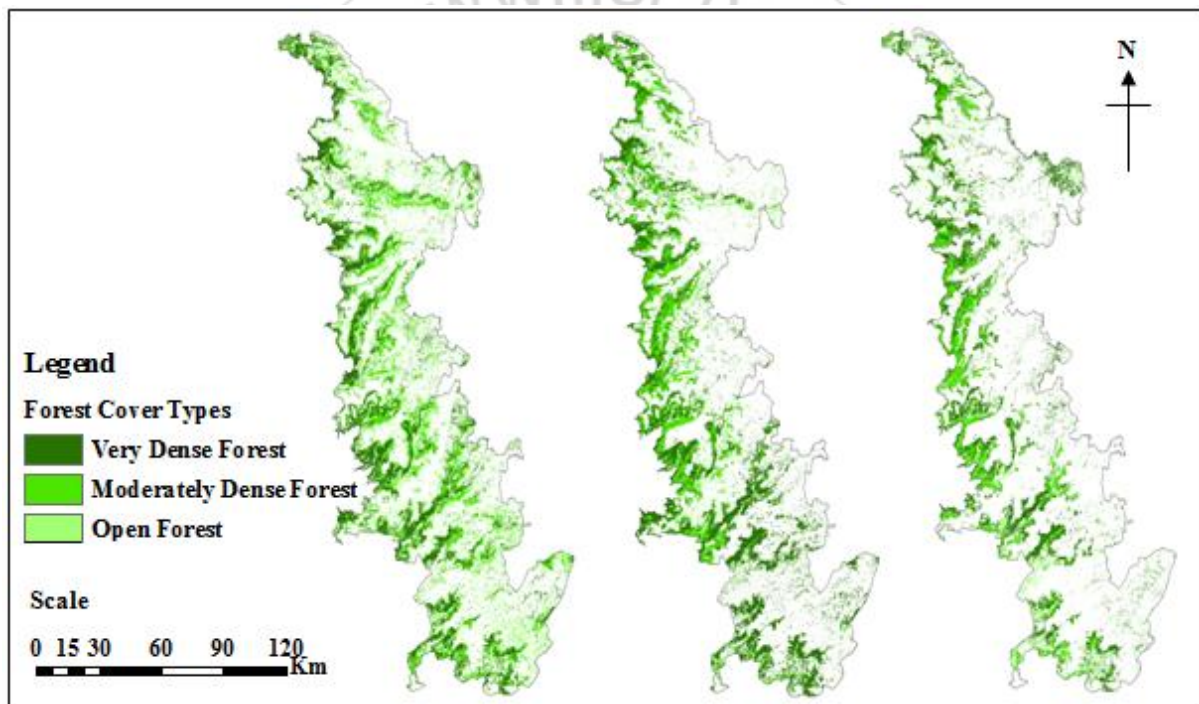 N
Legend
Forest Cover Types
Very Dense Forest
Moderately Dense Forest
Open Forest
Scale
0 15 30 60 90 120
Km